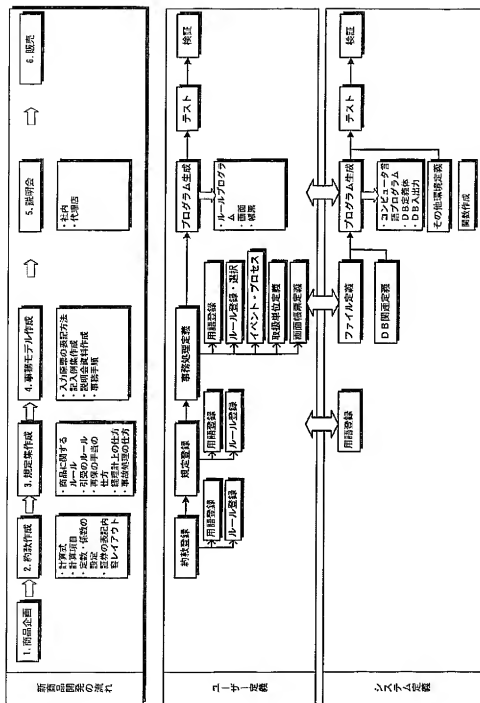 新商品開発の流れ
1. 商品企画
2. 約款作成
・計算式
・計算項目
・定数・係数の
設定
・証券の表記内
容レイアウト
3. 規定集作成
・商品に関する
ルール
・引受のルール
・再保の手当の
仕方
・経理計上の仕方
・事故処理の仕方
4. 事務モデル作成
・入力帳票の表記方法
・記入例集作成
・説明会資料作成
・事務手順
5. 説明会
・社内
・代理店
6. 販売
ユーザー定義
約款登録
用語登録
ルール登録
規定登録
用語登録
ルール登録
事務処理定義
用語登録
ルール登録・選択
イベント・プロセス
取扱単位定義
画面帳票定義
プログラム生成
・ルールプログラ
ム
・画面
・帳票
テスト
検証
システム定義
用語登録
ファイル定義
DB関連定義
プログラム生成
・コンピュータ言
語プログラム
・DB定義体
・DB入出力
その他環境定義
関数作成
テスト
検証